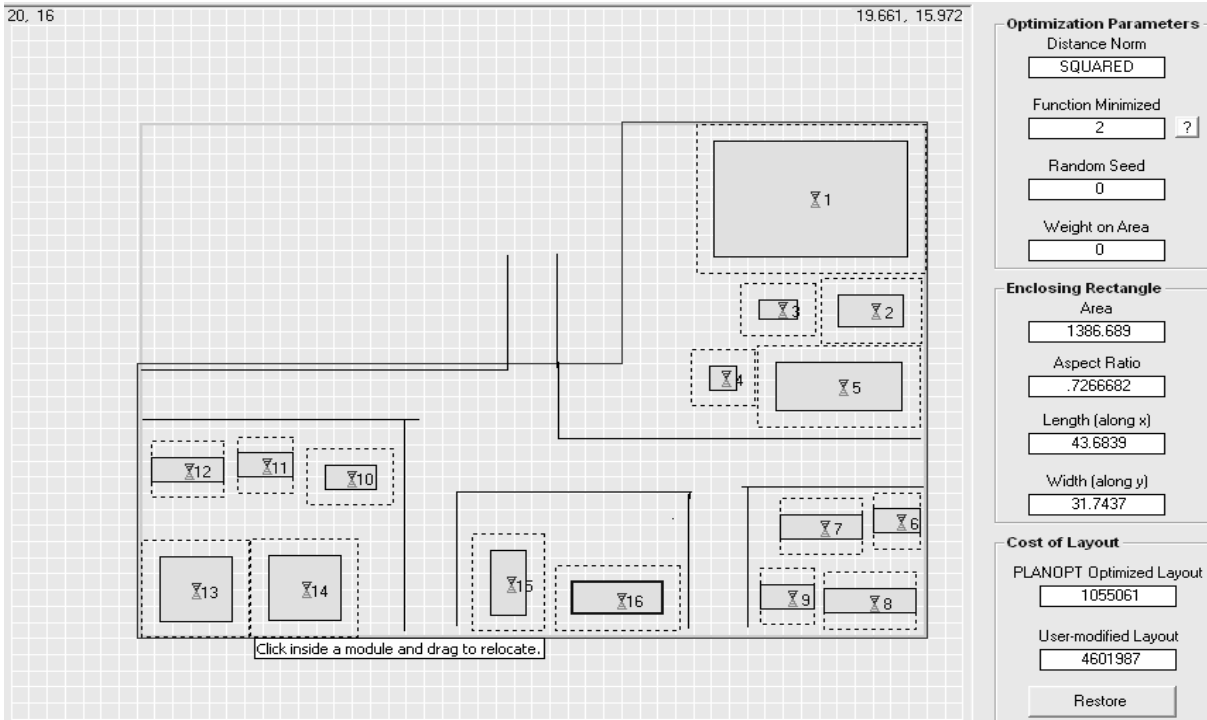 20, 16
19.661, 15.972
1
3
2
4
5
12
11
10
7
6
13
14
15
16
9
8
Click inside a module and drag to relocate.
Optimization Parameters
Distance Norm
SQUARED
Function Minimized
2
?
Random Seed
0
Weight on Area
0
Enclosing Rectangle
Area
1386.689
Aspect Ratio
.7266682
Length (along x)
43.6839
Width (along y)
31.7437
Cost of Layout
PLANOPT Optimized Layout
1055061
User-modified Layout
4601987
Restore